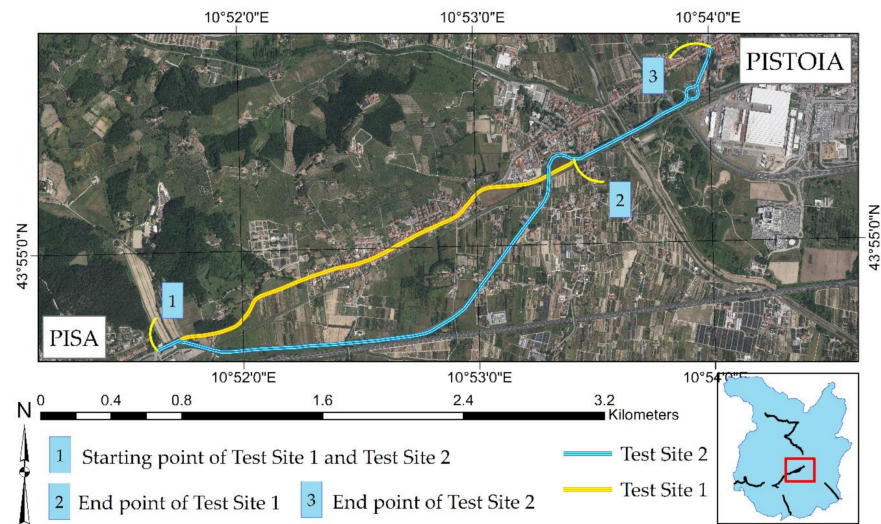 10°52'0"E 10°53'0"E 10°54'0"E
PISTOIA
3
2
43°55'0"N 43°55'0"N
1
PISA
10°52'0"E 10°53'0"E 10°54'0"E
0 0.4 0.8 1.6 2.4 3.2
Kilometers
N
1 Starting point of Test Site 1 and Test Site 2
2 End point of Test Site 1
3 End point of Test Site 2
Test Site 2
Test Site 1